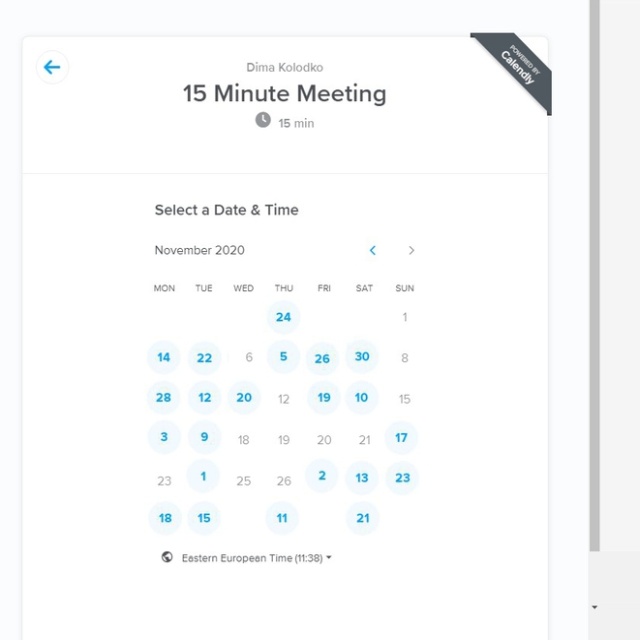 POWERED BY
Calendly
Dima Kolodko
15 Minute Meeting
15 min
Select a Date & Time
November 2020
MON TUE WED THU FRI SAT SUN
24 1
14 22 6 5 26 30 8
28 12 20 12 19 10 15
3 9 18 19 20 21 17
23 1 25 26 2 13 23
18 15 11 21
Eastern European Time (11:38)